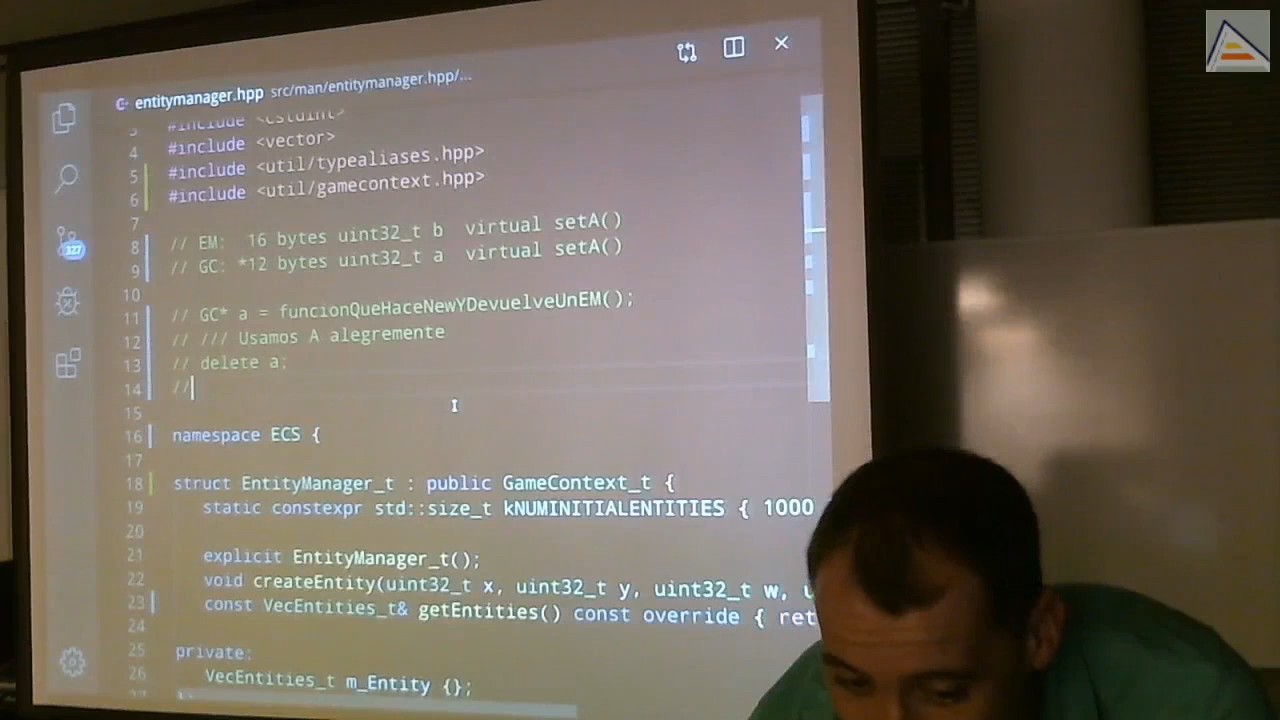 entitymanager.hpp src/man/entitymanager.hpp/...
3 #include <cstdint>
4 #include <vector>
5 #include <util/typealiases.hpp>
6 #include <util/gamecontext.hpp>
7
8 // EM: 16 bytes uint32_t b virtual setA()
9 // GC: *12 bytes uint32_t a virtual setA()
10
11 // GC* a = funcionQueHaceNewYDevuelveUnEM();
12 // /// Usamos A alegremente
13 // delete a;
14 //
15
16 namespace ECS {
17
18 struct EntityManager_t : public GameContext_t {
19 static constexpr std::size_t kNUMINITIALENTITIES { 1000
20
21 explicit EntityManager_t();
22 void createEntity(uint32_t x, uint32_t y, uint32_t w, u
23 const VecEntities_t& getEntities() const override { ret
24
25 private:
26 VecEntities_t m_Entity {};
327